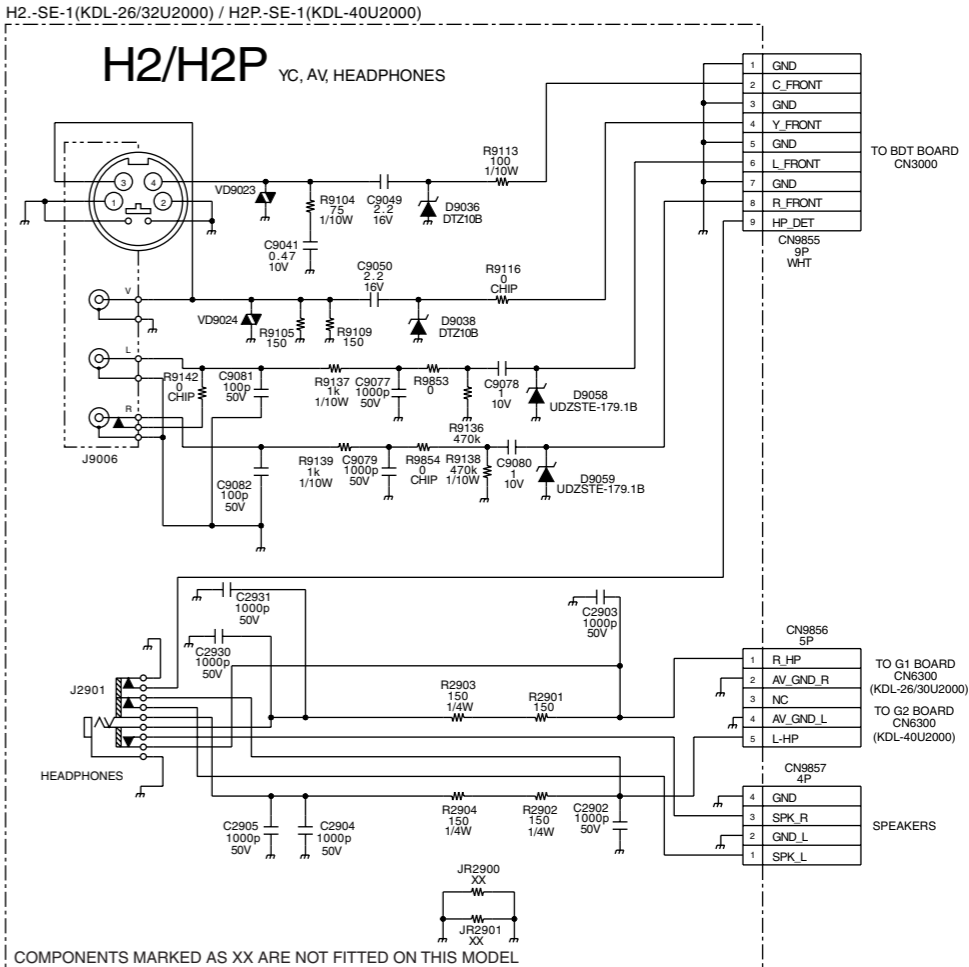 H2.-SE-1(KDL-26/32U2000) / H2P.-SE-1(KDL-40U2000)
H2/H2P YC, AV, HEADPHONES
1 GND
2 C_FRONT
3 GND
4 Y_FRONT
5 GND
6 L_FRONT
7 GND
8 R_FRONT
9 HP_DET
TO BDT BOARD
CN3000
CN9855
9P
WHT
3
4
1
2
VD9023
R9104
75
1/10W
C9041
0.47
10V
C9049
2.2
16V
D9036
DTZ10B
R9113
100
1/10W
V
VD9024
R9105
150
R9109
150
C9050
2.2
16V
D9038
DTZ10B
R9116
0
CHIP
L
R9142
0
CHIP
C9081
100p
50V
R9137
1k
1/10W
C9077
1000p
50V
R9853
0
R9136
470k
C9078
1
10V
D9058
UDZSTE-179.1B
R
J9006
C9082
100p
50V
R9139
1k
1/10W
C9079
1000p
50V
R9854
0
CHIP
R9138
470k
1/10W
C9080
1
10V
D9059
UDZSTE-179.1B
C2931
1000p
50V
C2903
1000p
50V
C2930
1000p
50V
J2901
HEADPHONES
R2903
150
1/4W
R2901
150
CN9856
5P
1 R_HP
2 AV_GND_R
3 NC
4 AV_GND_L
5 L-HP
TO G1 BOARD
CN6300
(KDL-26/30U2000)
TO G2 BOARD
CN6300
(KDL-40U2000)
C2905
1000p
50V
C2904
1000p
50V
R2904
150
1/4W
R2902
150
1/4W
C2902
1000p
50V
CN9857
4P
4 GND
3 SPK_R
2 GND_L
1 SPK_L
SPEAKERS
JR2900
XX
JR2901
XX
COMPONENTS MARKED AS XX ARE NOT FITTED ON THIS MODEL